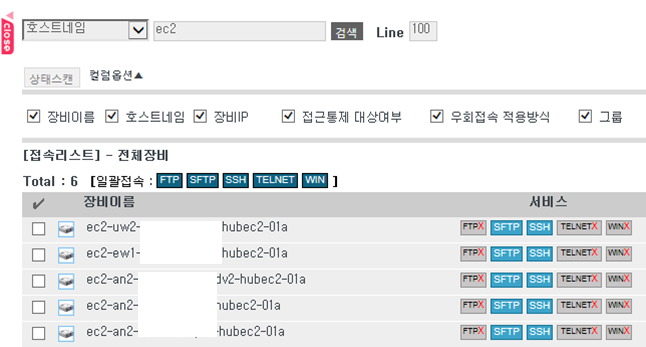 close
호스트네임 ec2 검색 Line 100
상태스캔 컬럼옵션▲
장비이름 호스트네임 장비IP 접근통제 대상여부 우회접속 적용방식 그룹
[접속리스트] - 전체장비
Total : 6 [일괄접속 : FTP SFTP SSH TELNET WIN ]
장비이름 서비스
ec2-uw2- hubec2-01a FTPX SFTP SSH TELNETX WINX
ec2-ew1- hubec2-01a FTPX SFTP SSH TELNETX WINX
ec2-an2- dv2-hubec2-01a FTPX SFTP SSH TELNETX WINX
ec2-an2- hubec2-01a FTPX SFTP SSH TELNETX WINX
ec2-an2- -hubec2-01a FTPX SFTP SSH TELNETX WINX